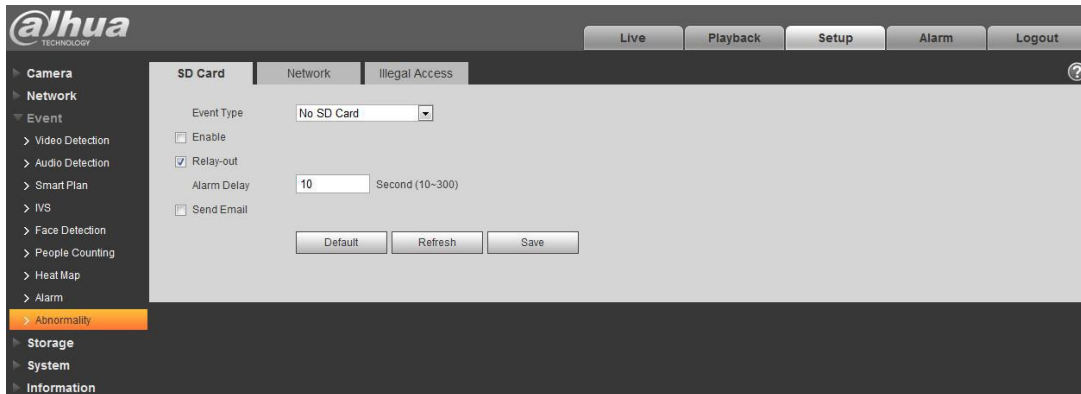 alhua
TECHNOLOGY
Live Playback Setup Alarm Logout
Camera
Network
Event
Video Detection
Audio Detection
Smart Plan
IVS
Face Detection
People Counting
Heat Map
Alarm
Abnormality
Storage
System
Information
SD Card Network Illegal Access
?
Event Type No SD Card
Enable
Relay-out
Alarm Delay 10 Second (10~300)
Send Email
Default Refresh Save